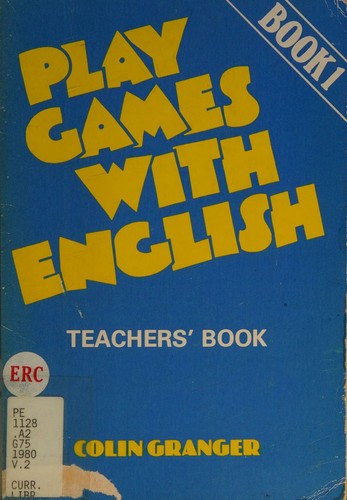 BOOK 1
PLAY
GAMES
WITH
ENGLISH
TEACHERS' BOOK
ERC
PE
1128
.A2
G75
1980
V.2
CURR.
LIBR
COLIN GRANGER